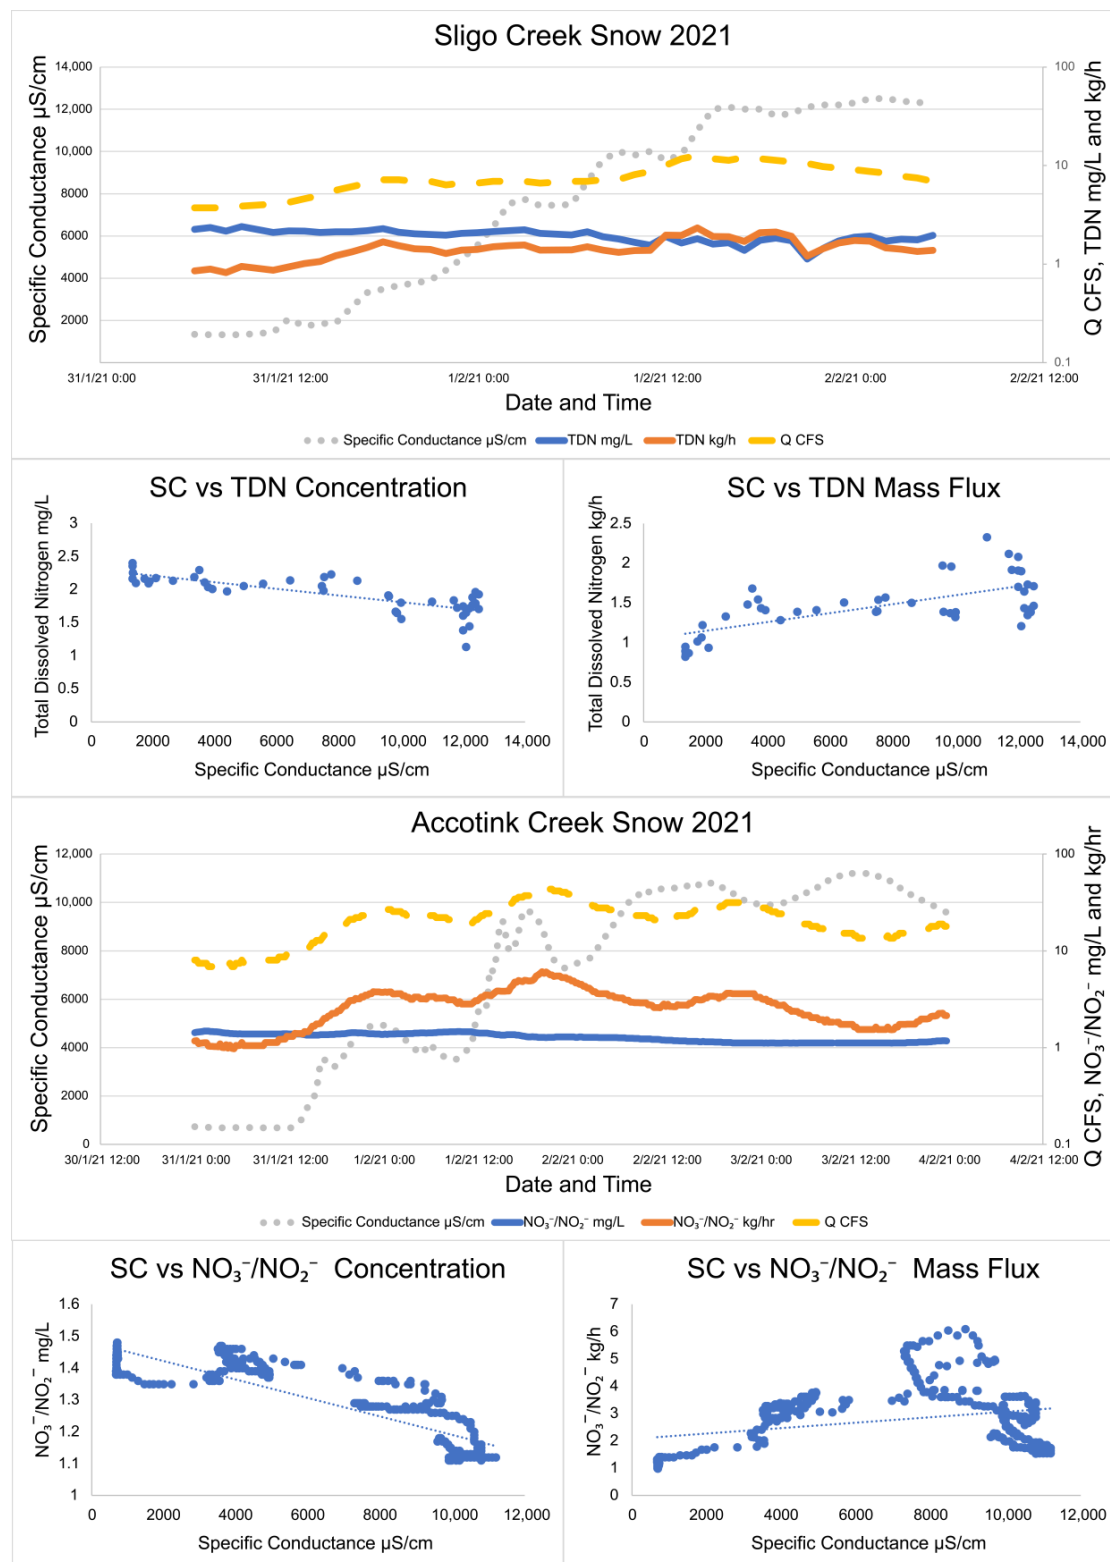 Sligo Creek Snow 2021
Specific Conductance µS/cm
14,000
12,000
10,000
8000
6000
4000
2000
100
10
1
0.1
Q CFS, TDN mg/L and kg/h
31/1/21 0:00
31/1/21 12:00
1/2/21 0:00
1/2/21 12:00
2/2/21 0:00
2/2/21 12:00
Date and Time
Specific Conductance µS/cm TDN mg/L TDN kg/h Q CFS
SC vs TDN Concentration
Total Dissolved Nitrogen mg/L
3
2.5
2
1.5
1
0.5
0
0 2000 4000 6000 8000 10,000 12,000 14,000
Specific Conductance µS/cm
SC vs TDN Mass Flux
Total Dissolved Nitrogen kg/h
2.5
2
1.5
1
0.5
0
0 2000 4000 6000 8000 10,000 12,000 14,000
Specific Conductance µS/cm
Accotink Creek Snow 2021
Specific Conductance µS/cm
12,000
10,000
8000
6000
4000
2000
0
100
10
1
0.1
Q CFS, NO₃⁻/NO₂⁻ mg/L and kg/hr
30/1/21 12:00
31/1/21 0:00
31/1/21 12:00
1/2/21 0:00
1/2/21 12:00
2/2/21 0:00
2/2/21 12:00
3/2/21 0:00
3/2/21 12:00
4/2/21 0:00
4/2/21 12:00
Date and Time
Specific Conductance µS/cm NO₃⁻/NO₂⁻ mg/L NO₃⁻/NO₂⁻ kg/hr Q CFS
SC vs NO₃⁻/NO₂⁻ Concentration
NO₃⁻/NO₂⁻ mg/L
1.6
1.5
1.4
1.3
1.2
1.1
1
0 2000 4000 6000 8000 10,000 12,000
Specific Conductance µS/cm
SC vs NO₃⁻/NO₂⁻ Mass Flux
NO₃⁻/NO₂⁻ kg/h
7
6
5
4
3
2
1
0
0 2000 4000 6000 8000 10,000 12,000
Specific Conductance µS/cm